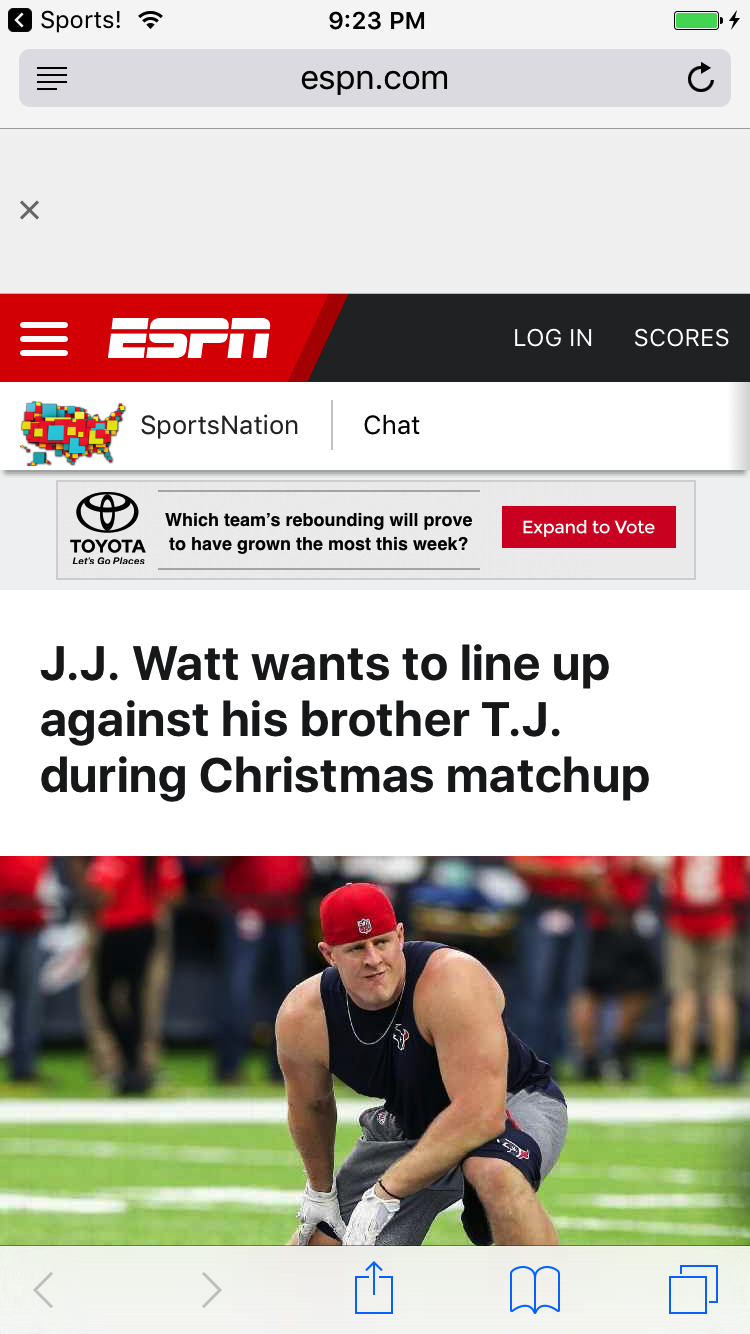 Sports! 9:23 PM
espn.com
ESPN LOG IN SCORES
SportsNation Chat
TOYOTA
Let's Go Places
Which team's rebounding will prove
to have grown the most this week?
Expand to Vote
J.J. Watt wants to line up
against his brother T.J.
during Christmas matchup